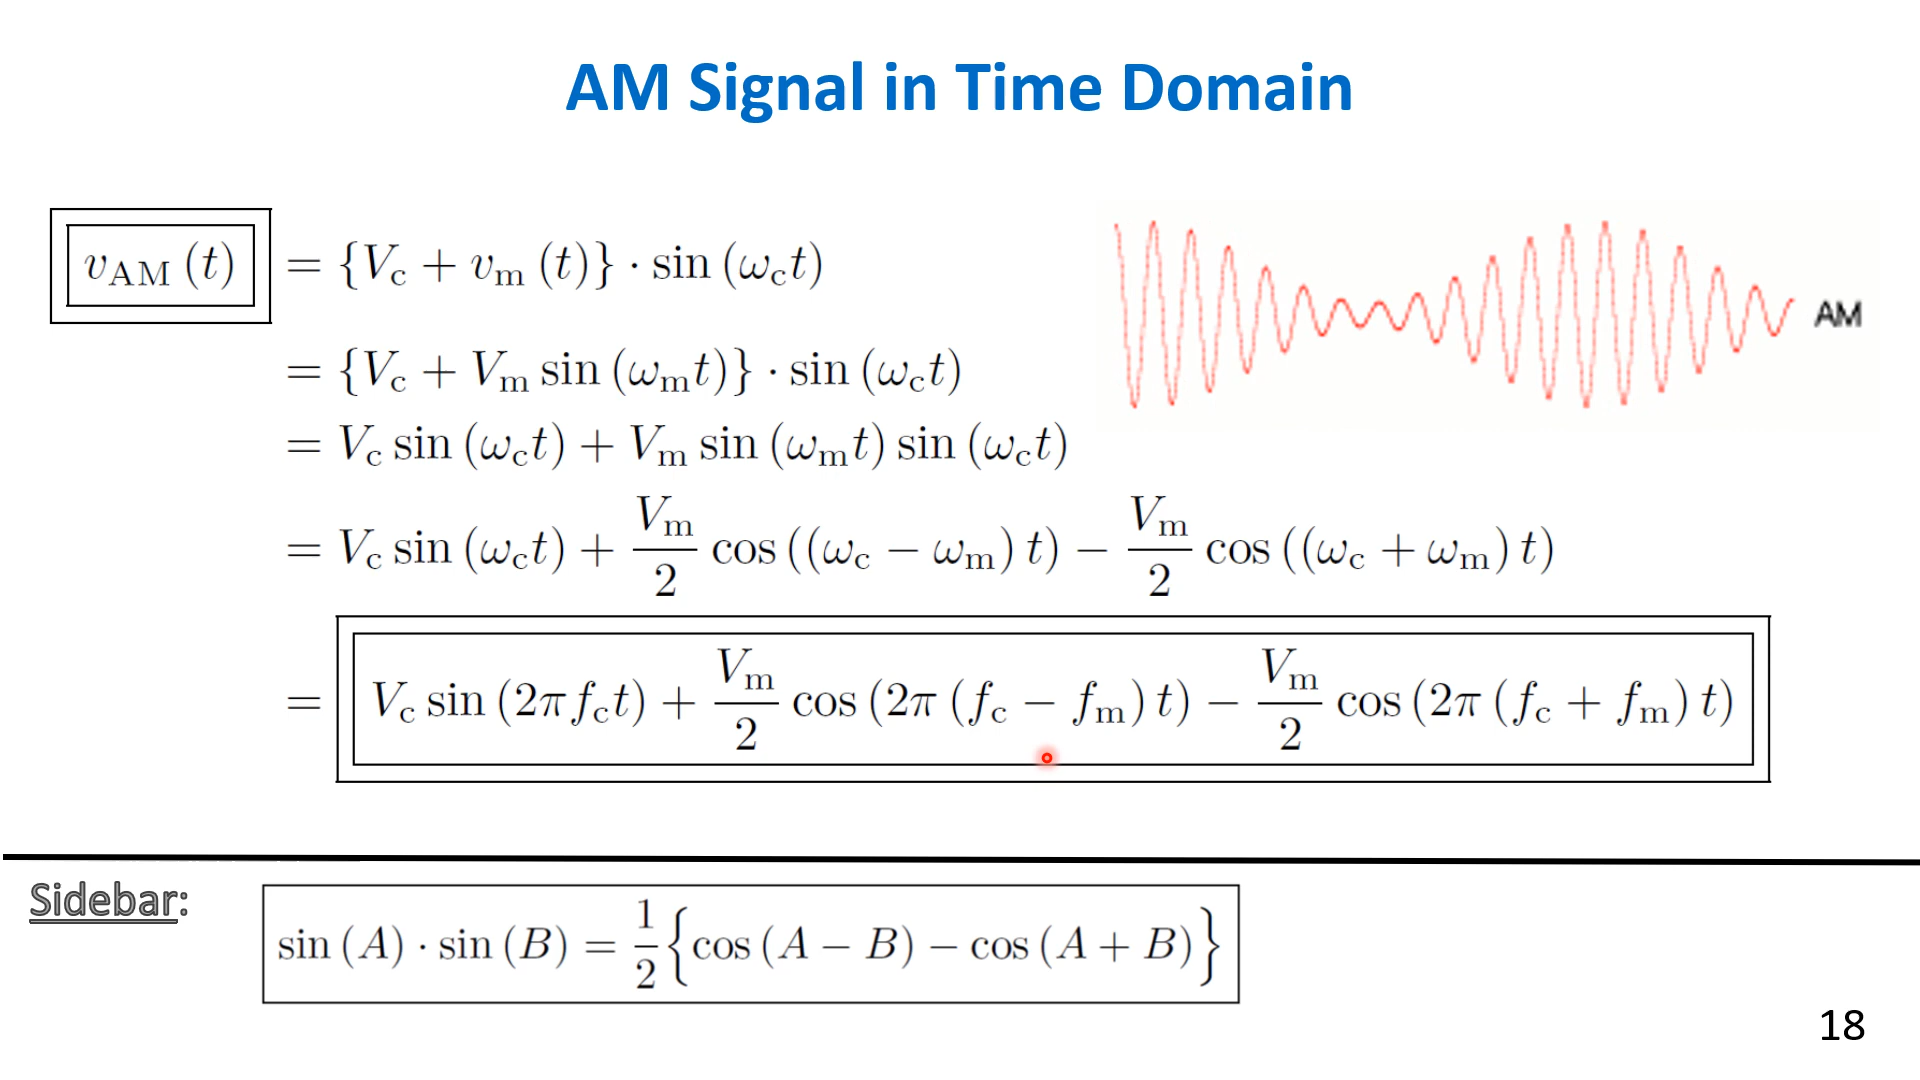 AM Signal in Time Domain
v_AM (t) = {V_c + v_m (t)} · sin (ω_c t)
AM
= {V_c + V_m sin (ω_m t)} · sin (ω_c t)
= V_c sin (ω_c t) + V_m sin (ω_m t) sin (ω_c t)
= V_c sin (ω_c t) + V_m/2 cos ((ω_c − ω_m) t) − V_m/2 cos ((ω_c + ω_m) t)
= V_c sin (2π f_c t) + V_m/2 cos (2π (f_c − f_m) t) − V_m/2 cos (2π (f_c + f_m) t)
Sidebar:
sin (A) · sin (B) = 1/2 {cos (A − B) − cos (A + B)}
18